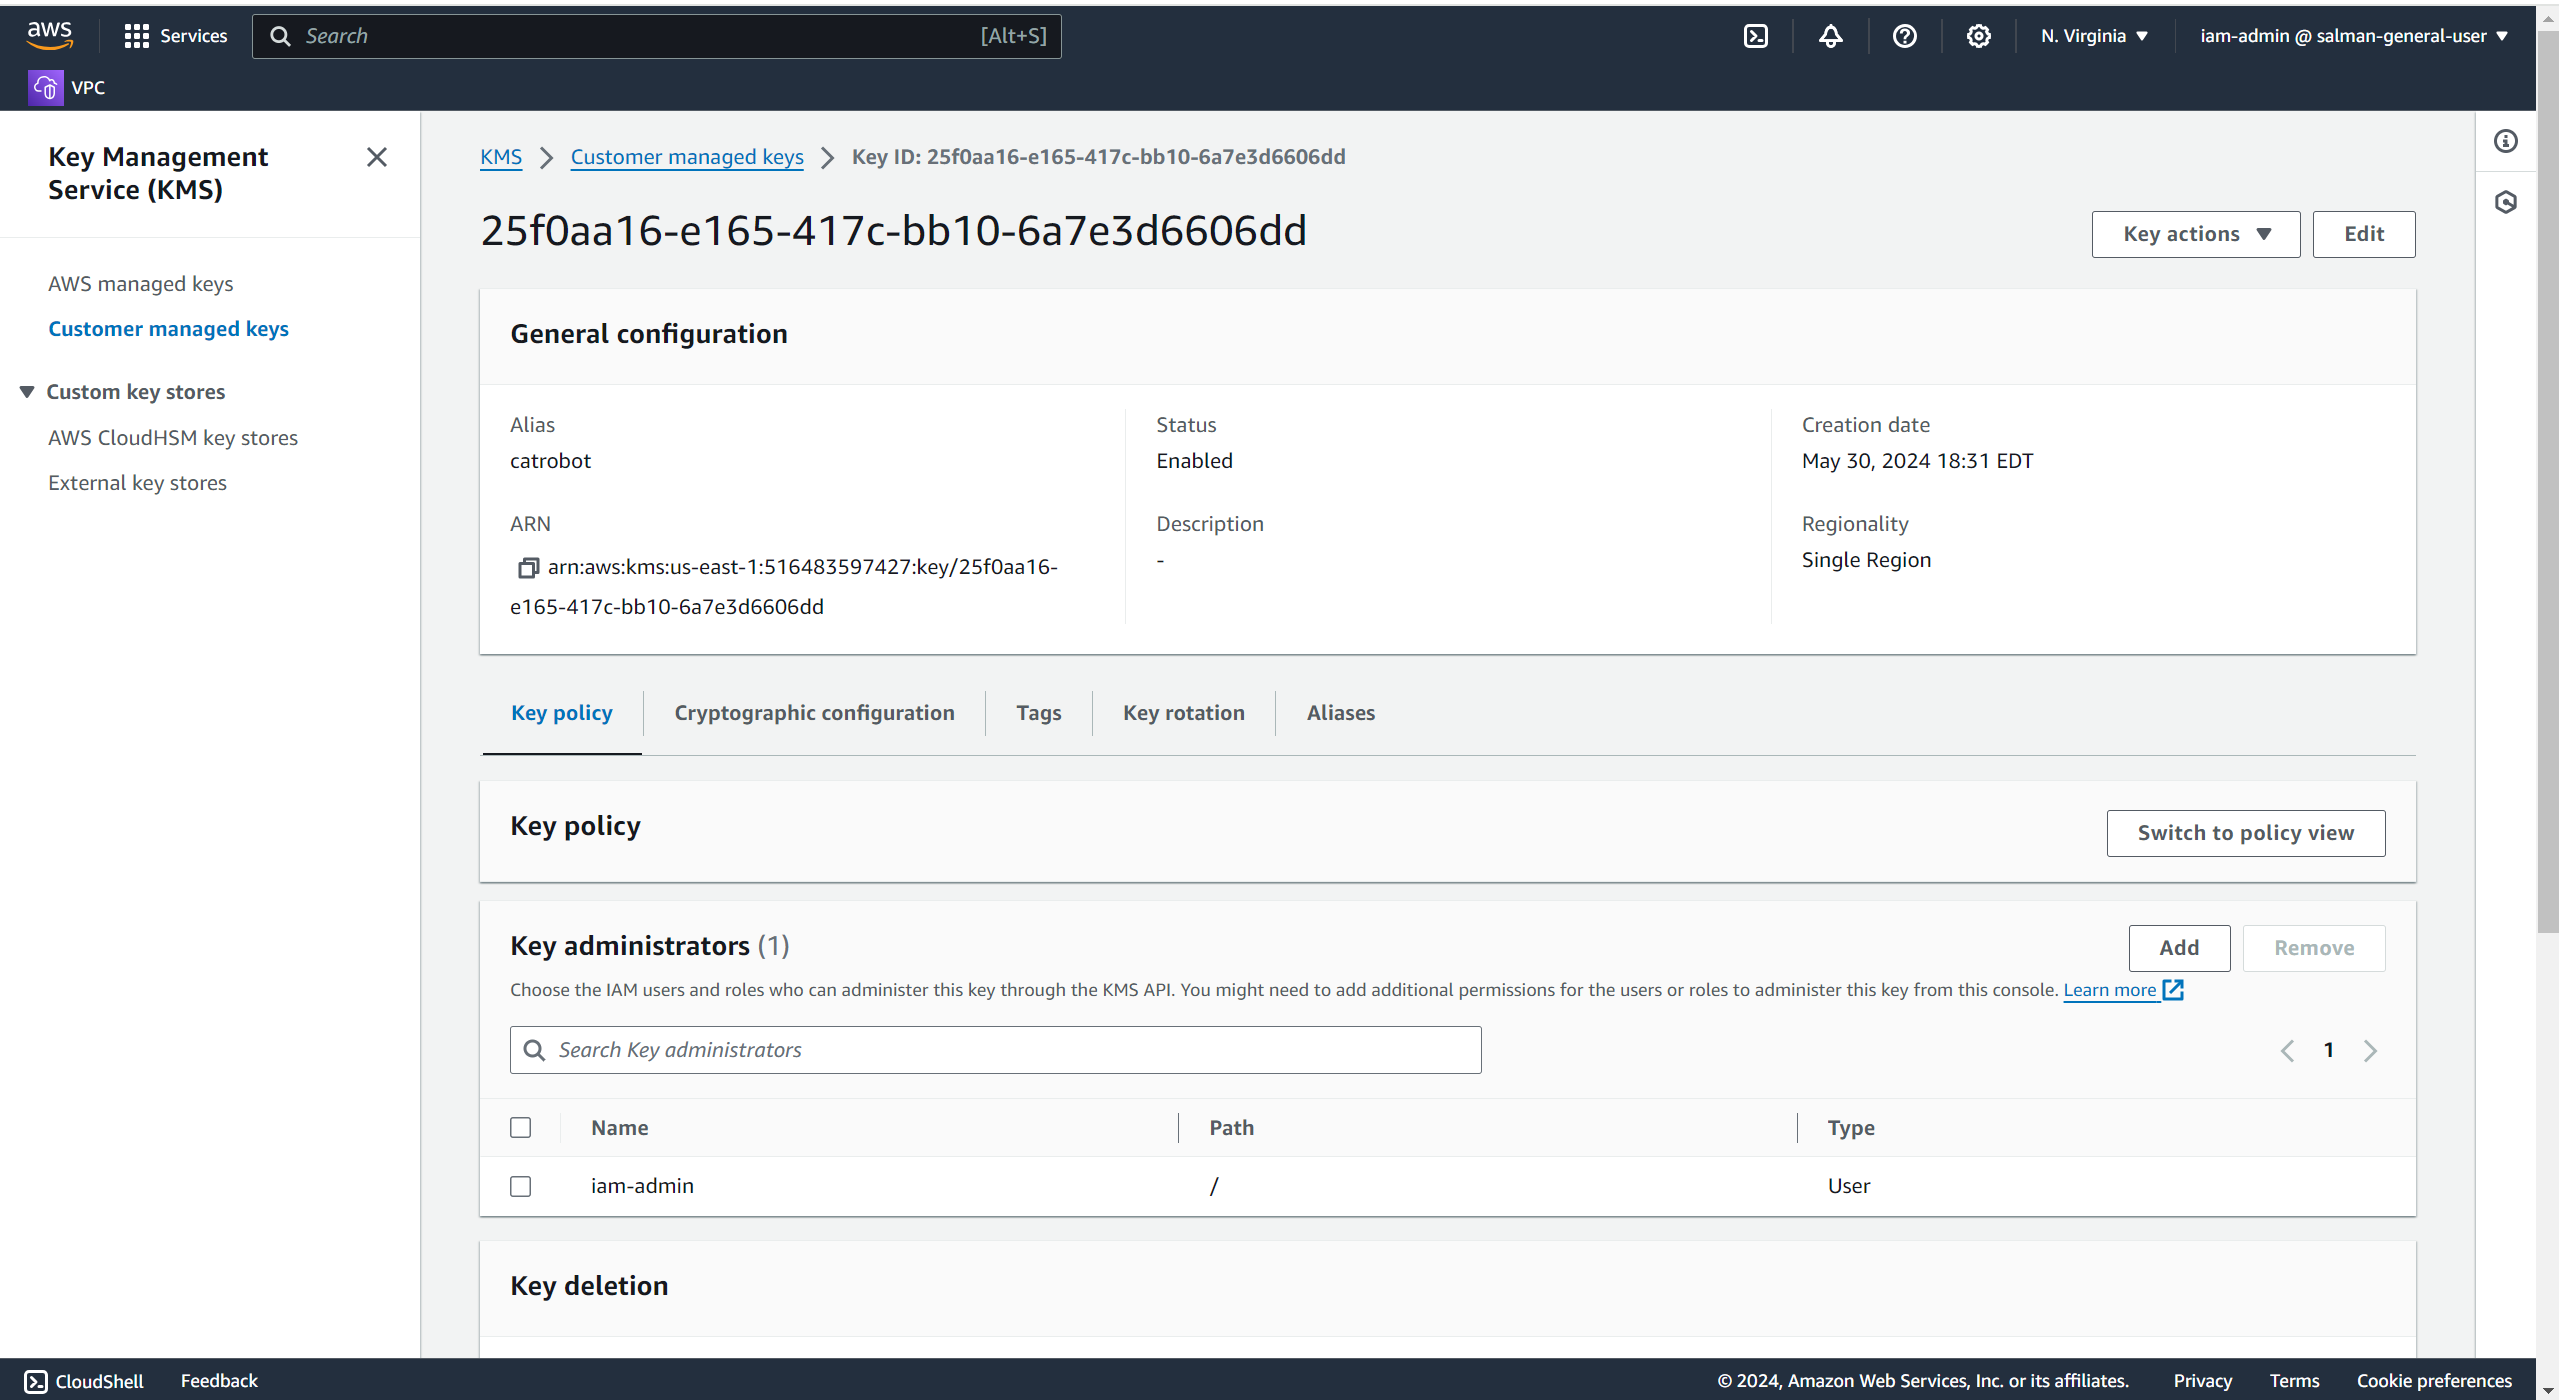 aws
Services
Search
[Alt+S]
N. Virginia
iam-admin @ salman-general-user
VPC
Key Management
Service (KMS)
AWS managed keys
Customer managed keys
Custom key stores
AWS CloudHSM key stores
External key stores
KMS
Customer managed keys
Key ID: 25f0aa16-e165-417c-bb10-6a7e3d6606dd
25f0aa16-e165-417c-bb10-6a7e3d6606dd
Key actions
Edit
General configuration
Alias
catrobot
ARN
arn:aws:kms:us-east-1:516483597427:key/25f0aa16-
e165-417c-bb10-6a7e3d6606dd
Status
Enabled
Description
-
Creation date
May 30, 2024 18:31 EDT
Regionality
Single Region
Key policy
Cryptographic configuration
Tags
Key rotation
Aliases
Key policy
Switch to policy view
Key administrators (1)
Add
Remove
Choose the IAM users and roles who can administer this key through the KMS API. You might need to add additional permissions for the users or roles to administer this key from this console. Learn more
Search Key administrators
1
Name
Path
Type
iam-admin
/
User
Key deletion
CloudShell
Feedback
© 2024, Amazon Web Services, Inc. or its affiliates.
Privacy
Terms
Cookie preferences